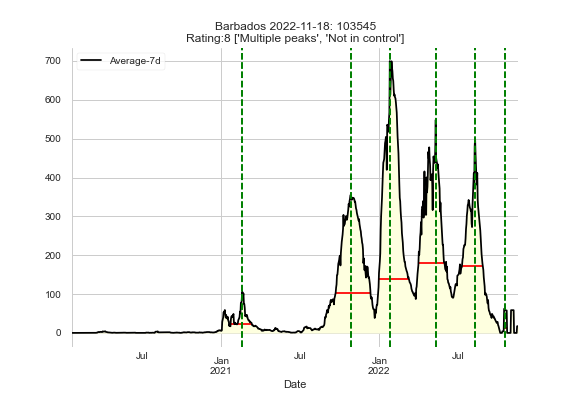 Barbados 2022-11-18: 103545
Rating:8 ['Multiple peaks', 'Not in control']
Average-7d
700
600
500
400
300
200
100
0
Jul
Jan
2021
Jul
Jan
2022
Jul
Date